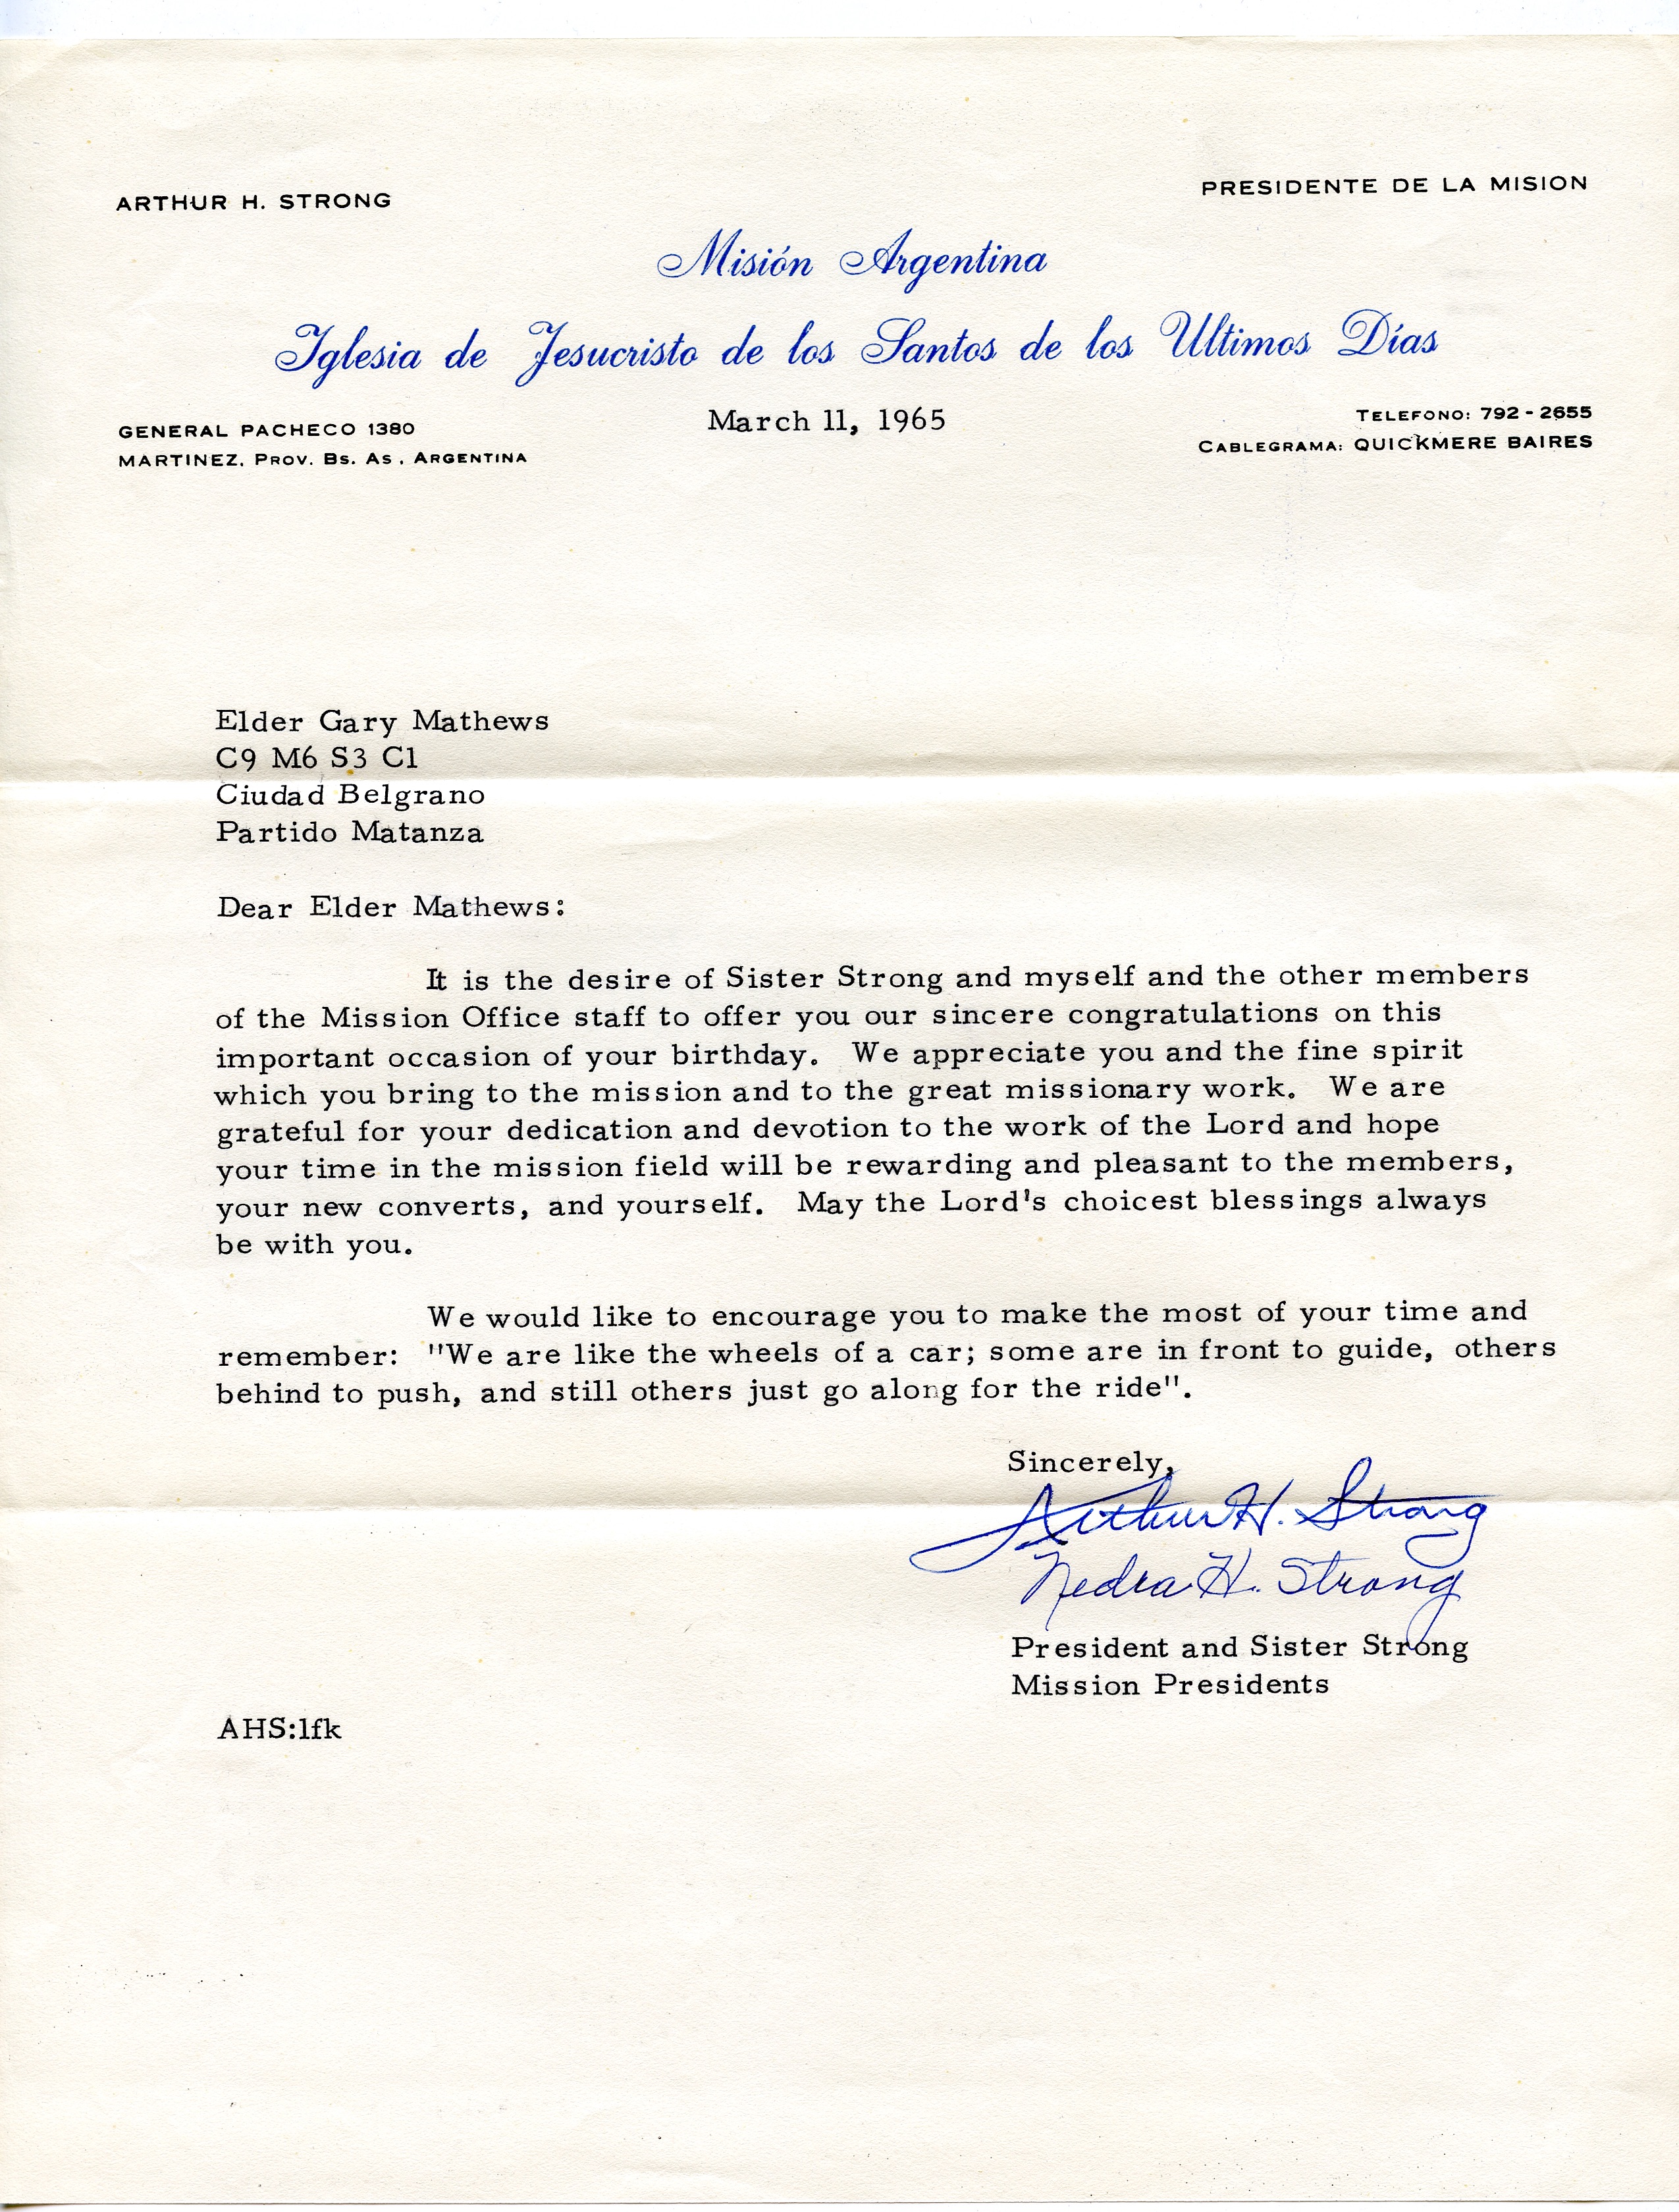 ARTHUR H. STRONG
PRESIDENTE DE LA MISION
Misión Argentina
Iglesia de Jesucristo de los Santos de los Ultimos Días
GENERAL PACHECO 1380
MARTINEZ, PROV. BS. AS., ARGENTINA
March 11, 1965
TELEFONO: 792-2655
CABLEGRAMA: QUICKMERE BAIRES
Elder Gary Mathews
C9 M6 S3 C1
Ciudad Belgrano
Partido Matanza
Dear Elder Mathews:
It is the desire of Sister Strong and myself and the other members
of the Mission Office staff to offer you our sincere congratulations on this
important occasion of your birthday. We appreciate you and the fine spirit
which you bring to the mission and to the great missionary work. We are
grateful for your dedication and devotion to the work of the Lord and hope
your time in the mission field will be rewarding and pleasant to the members,
your new converts, and yourself. May the Lord's choicest blessings always
be with you.
We would like to encourage you to make the most of your time and
remember: "We are like the wheels of a car; some are in front to guide, others
behind to push, and still others just go along for the ride".
Sincerely,
Arthur H. Strong
Nedra H. Strong
President and Sister Strong
Mission Presidents
AHS:lfk